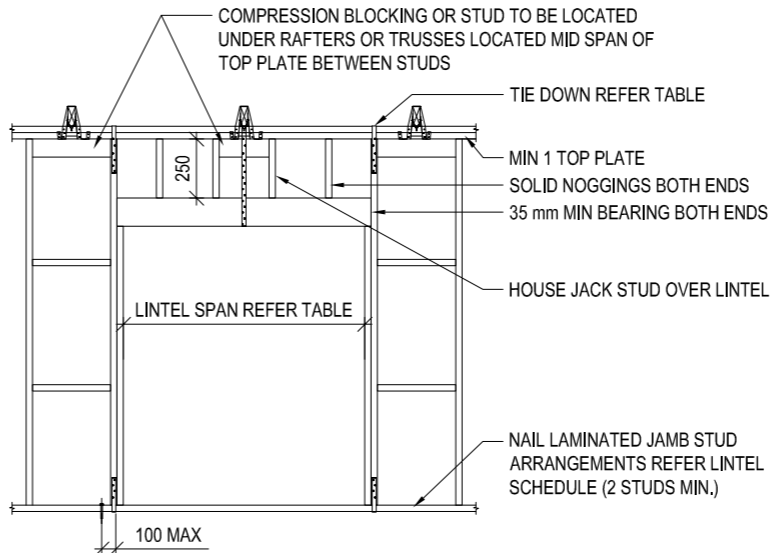 COMPRESSION BLOCKING OR STUD TO BE LOCATED
UNDER RAFTERS OR TRUSSES LOCATED MID SPAN OF
TOP PLATE BETWEEN STUDS
TIE DOWN REFER TABLE
MIN 1 TOP PLATE
250
SOLID NOGGINGS BOTH ENDS
35 mm MIN BEARING BOTH ENDS
HOUSE JACK STUD OVER LINTEL
LINTEL SPAN REFER TABLE
NAIL LAMINATED JAMB STUD
ARRANGEMENTS REFER LINTEL
SCHEDULE (2 STUDS MIN.)
100 MAX